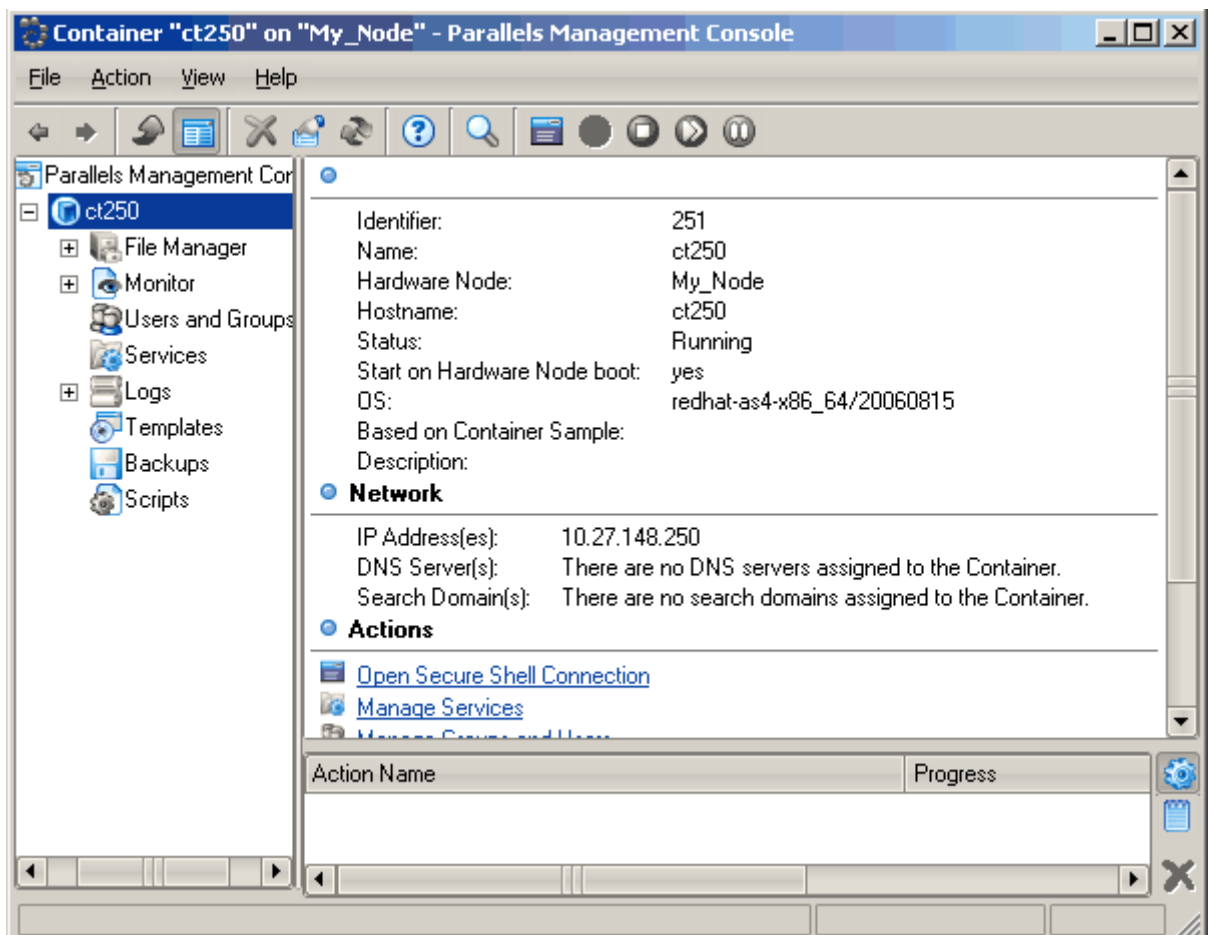 Container "ct250" on "My_Node" - Parallels Management Console
File Action View Help
Parallels Management Cor
ct250
File Manager
Monitor
Users and Groups
Services
Logs
Templates
Backups
Scripts
Identifier: 251
Name: ct250
Hardware Node: My_Node
Hostname: ct250
Status: Running
Start on Hardware Node boot: yes
OS: redhat-as4-x86_64/20060815
Based on Container Sample:
Description:
Network
IP Address(es): 10.27.148.250
DNS Server(s): There are no DNS servers assigned to the Container.
Search Domain(s): There are no search domains assigned to the Container.
Actions
Open Secure Shell Connection
Manage Services
Manage Groups and Users
Action Name Progress